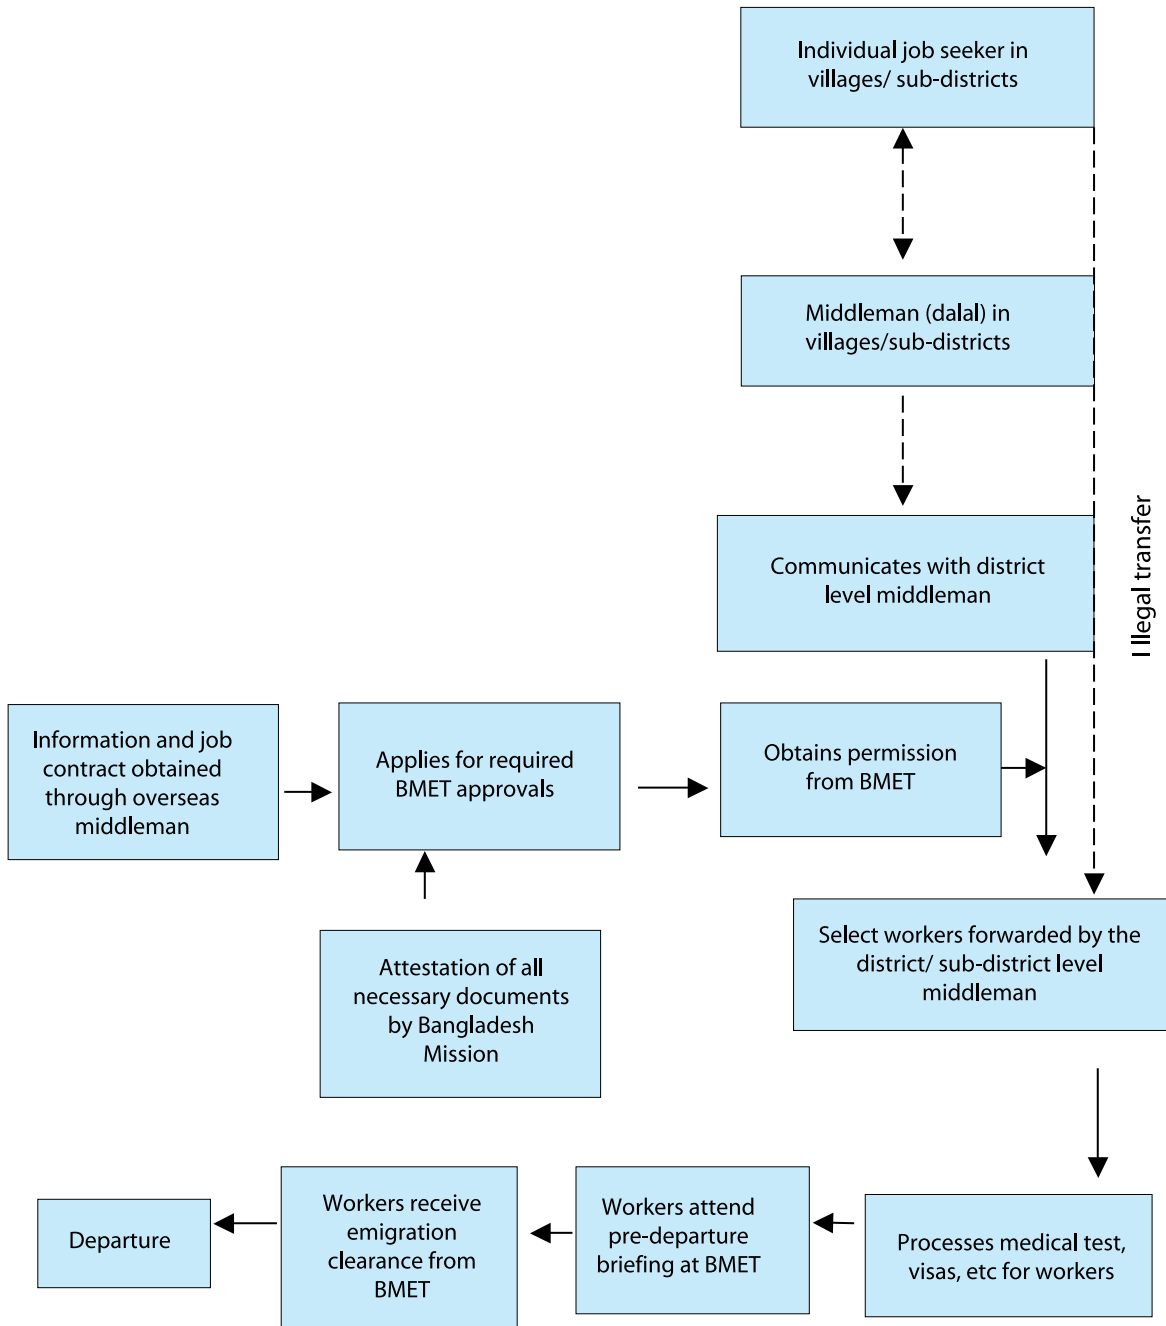 Individual job seeker in
villages/ sub-districts
Middleman (dalal) in
villages/sub-districts
Communicates with district
level middleman
I llegal transfer
Information and job
contract obtained
through overseas
middleman
Applies for required
BMET approvals
Obtains permission
from BMET
Attestation of all
necessary documents
by Bangladesh
Mission
Select workers forwarded by the
district/ sub-district level
middleman
Departure
Workers receive
emigration
clearance from
BMET
Workers attend
pre-departure
briefing at BMET
Processes medical test,
visas, etc for workers